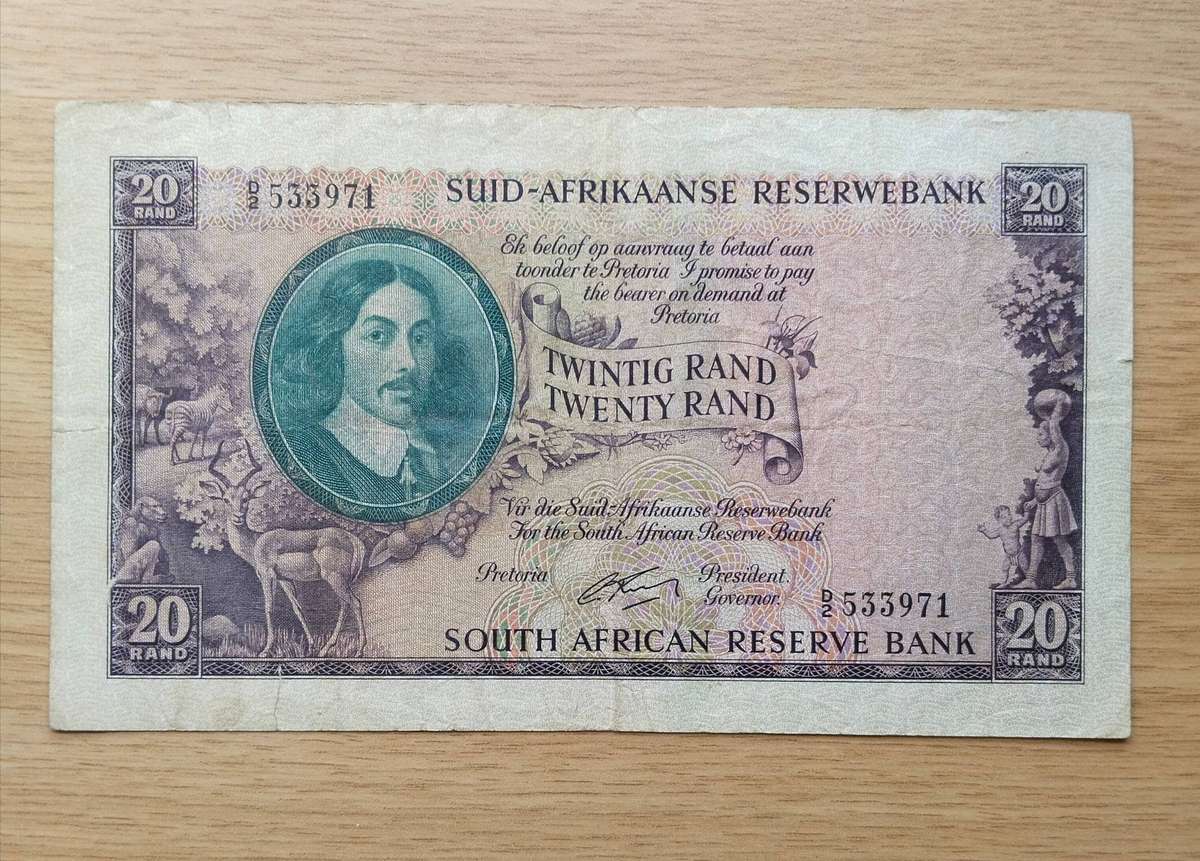 20 RAND
D/2 533971
SUID-AFRIKAANSE RESERWEBANK
20 RAND
Ek beloof op aanvraag te betaal aan
toonder te Pretoria I promise to pay
the bearer on demand at
Pretoria
TWINTIG RAND
TWENTY RAND
Vir die Suid-Afrikaanse Reserwebank
For the South African Reserve Bank
Pretoria
President.
Governor.
D/2 533971
20 RAND
SOUTH AFRICAN RESERVE BANK
20 RAND